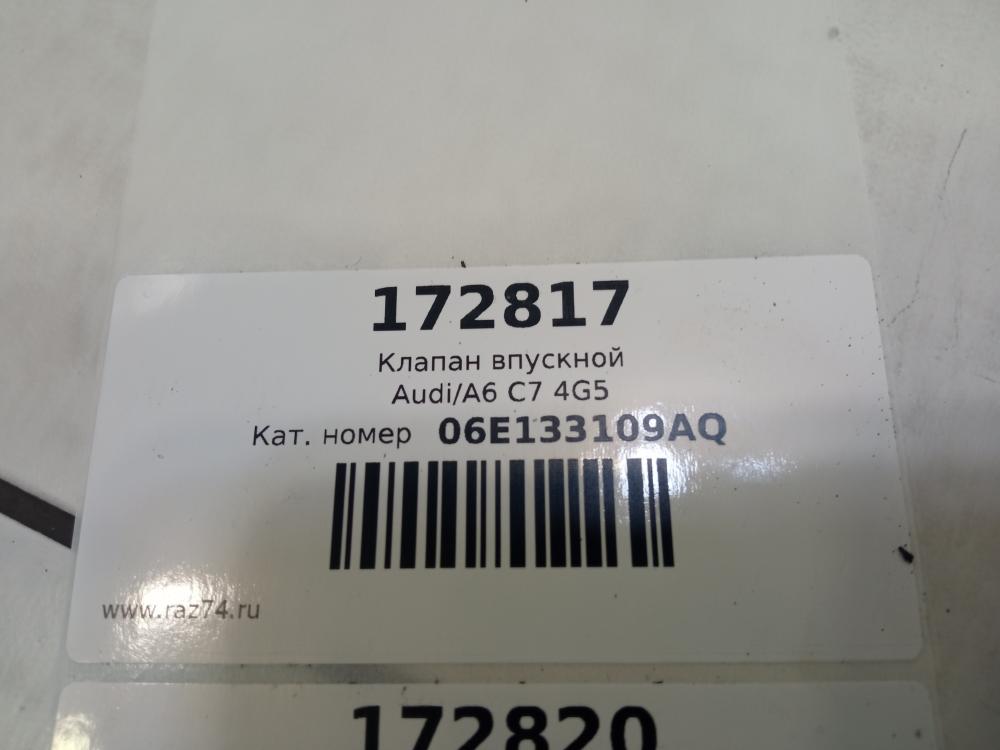 172817
Клапан впускной
Audi/A6 C7 4G5
Кат. номер 06E133109AQ
www.raz74.ru
172820